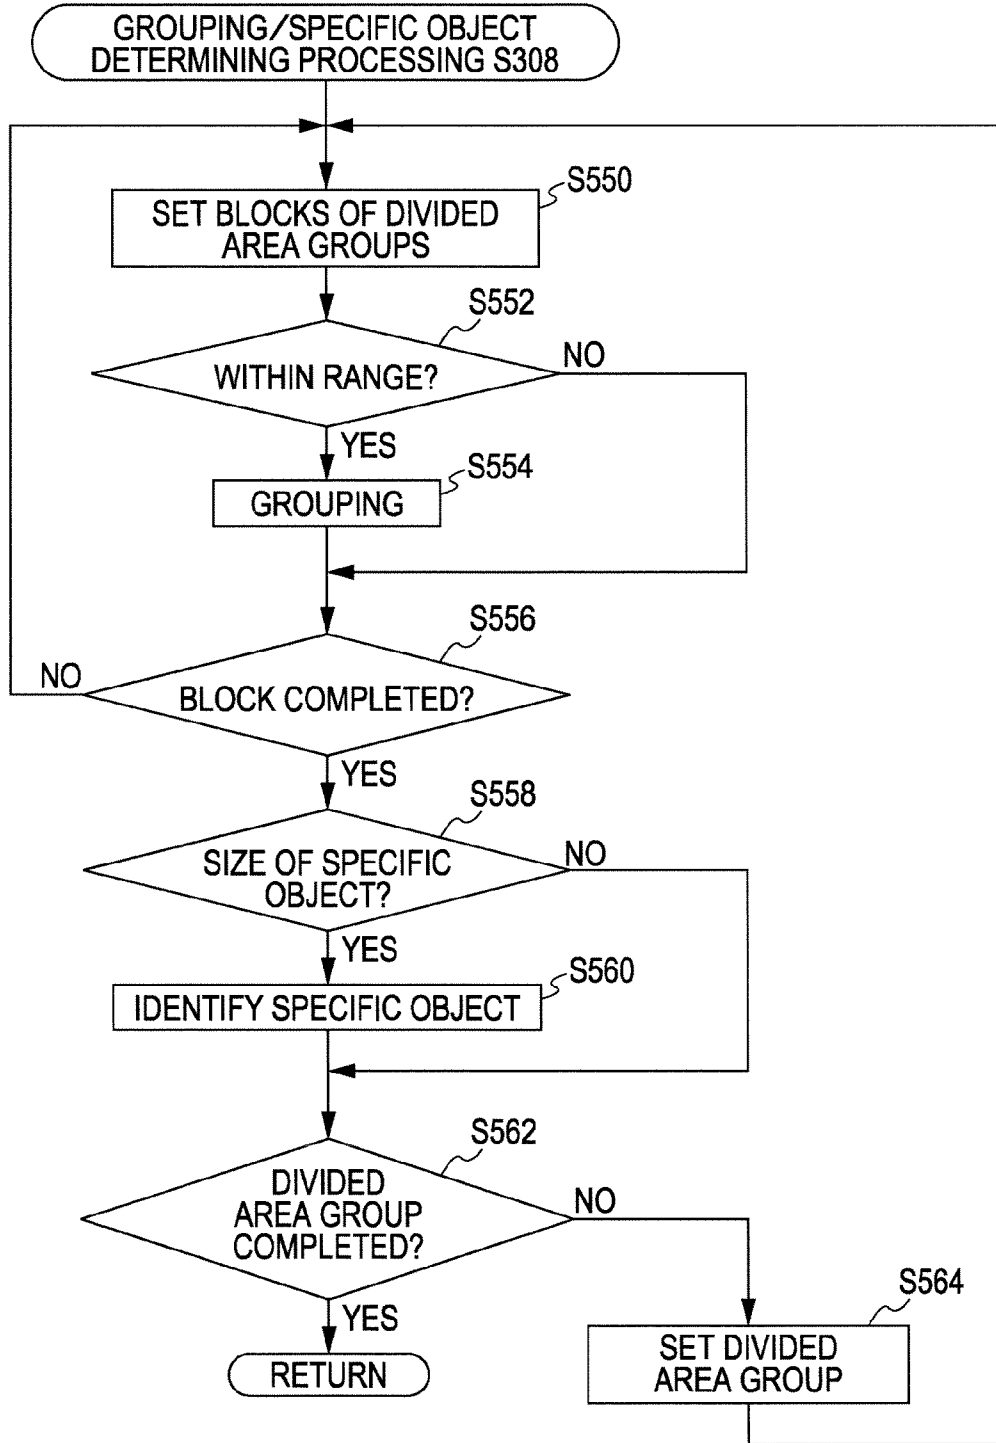 GROUPING/SPECIFIC OBJECT
DETERMINING PROCESSING S308
S550
SET BLOCKS OF DIVIDED
AREA GROUPS
S552
WITHIN RANGE?
NO
YES
S554
GROUPING
S556
NO
BLOCK COMPLETED?
YES
S558
SIZE OF SPECIFIC
OBJECT?
NO
YES
S560
IDENTIFY SPECIFIC OBJECT
S562
DIVIDED
AREA GROUP
COMPLETED?
NO
YES
S564
SET DIVIDED
AREA GROUP
RETURN